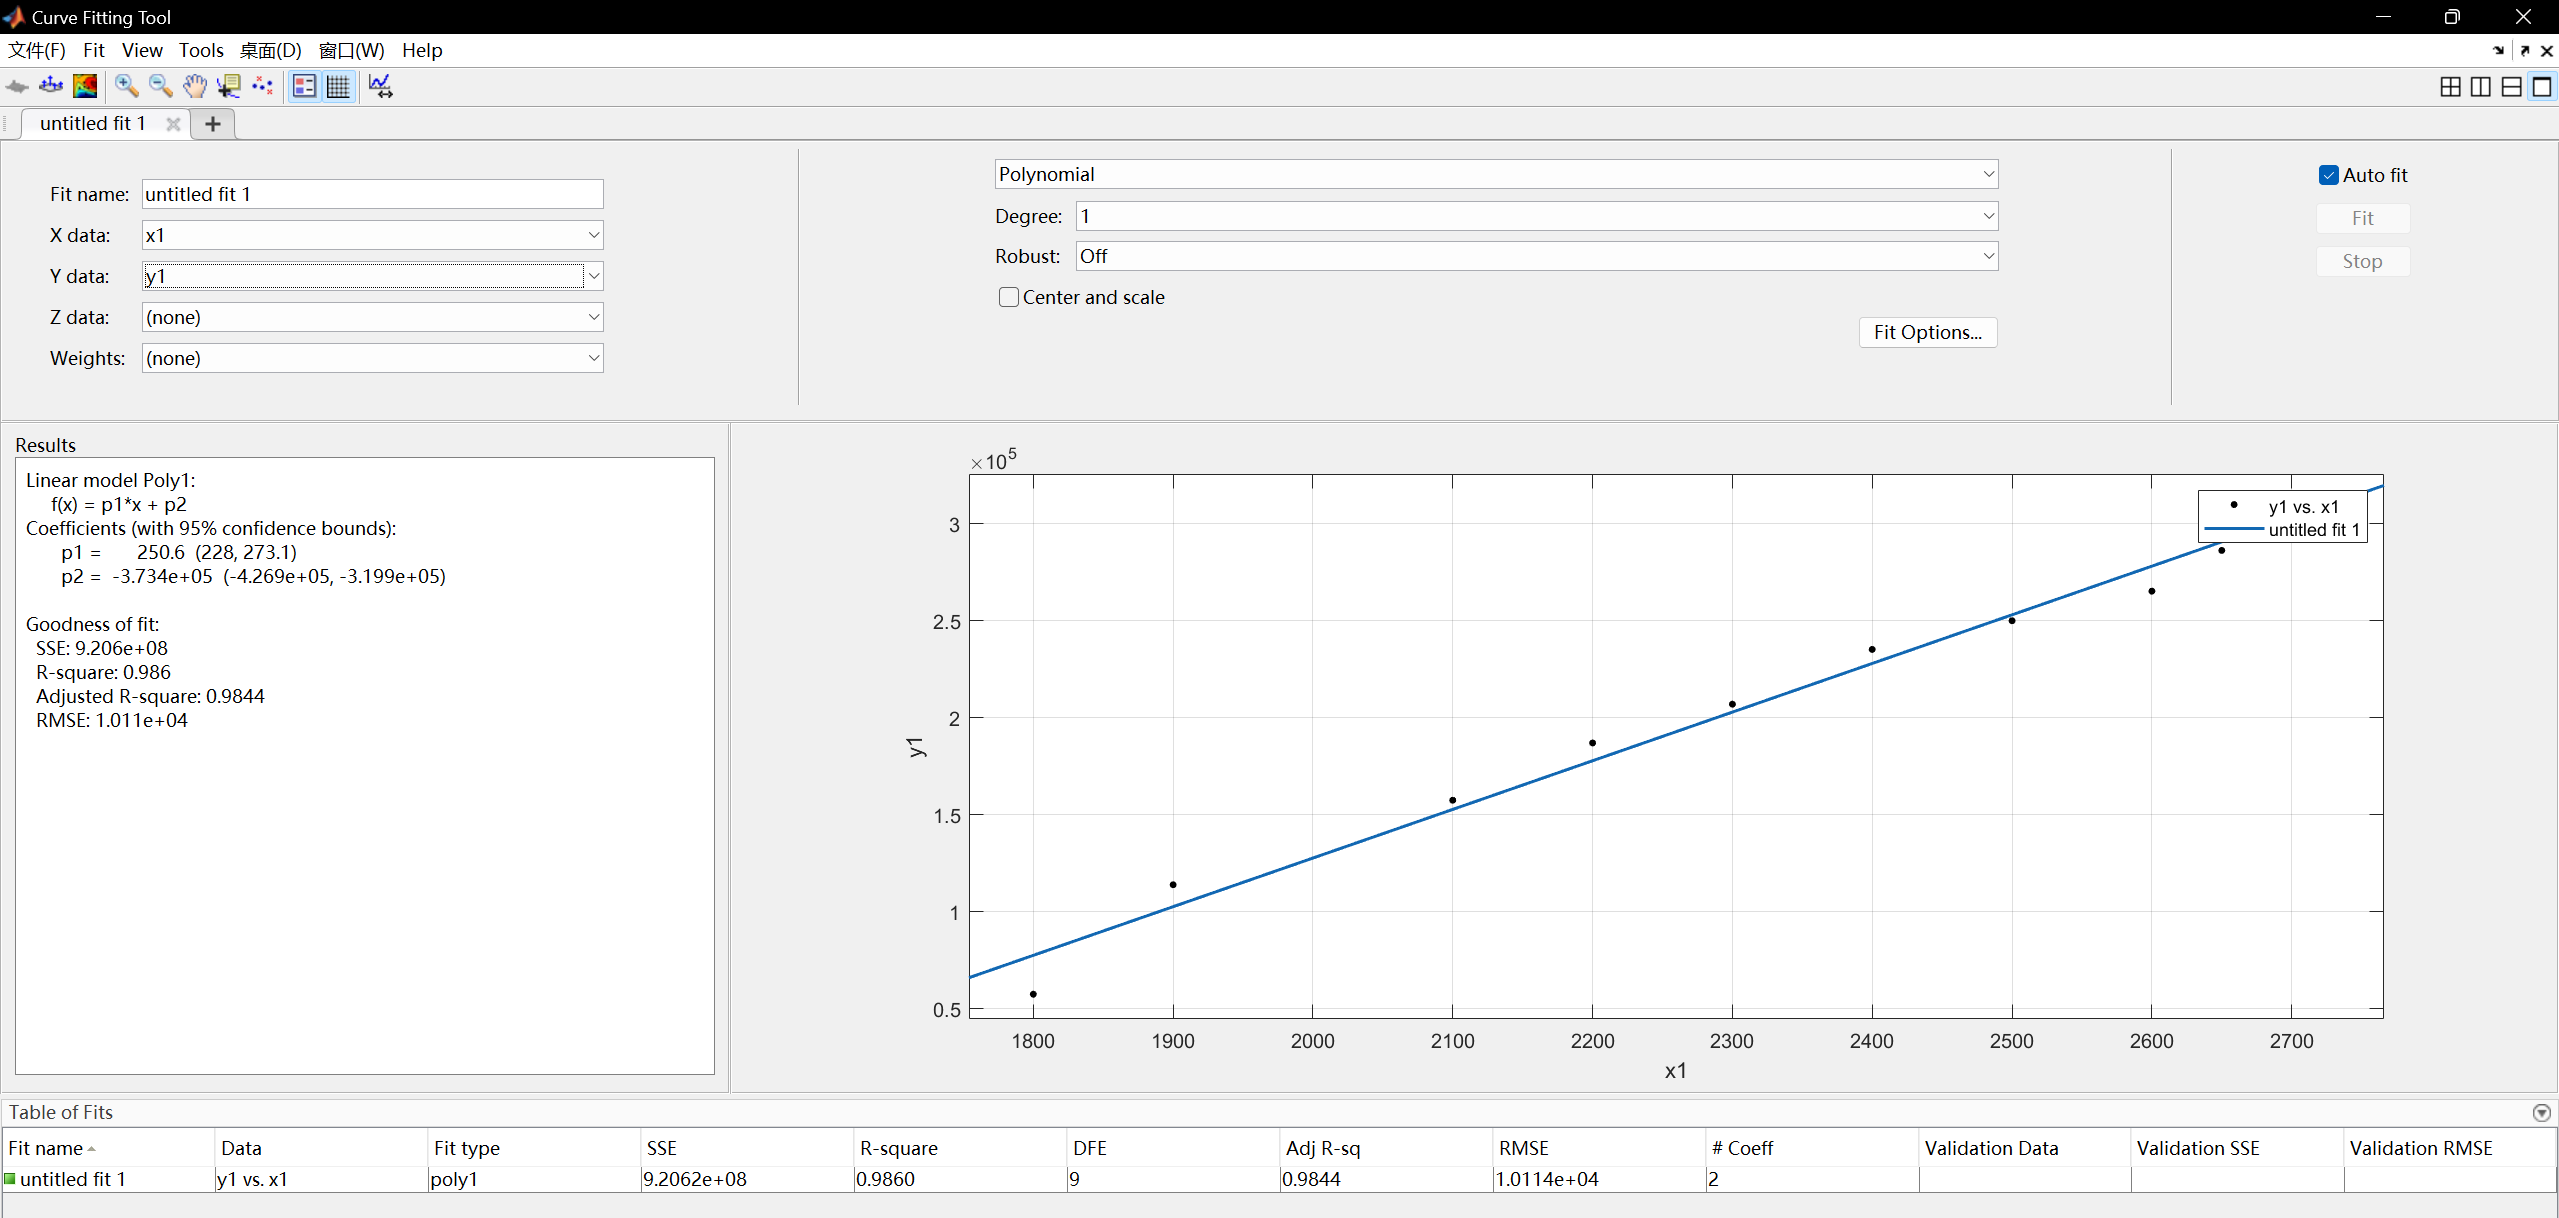 Curve Fitting Tool
文件(F) Fit View Tools 桌面(D) 窗口(W) Help
untitled fit 1
Fit name: untitled fit 1
X data: x1
Y data: y1
Z data: (none)
Weights: (none)
Polynomial
Degree: 1
Robust: Off
Center and scale
Fit Options...
Auto fit
Fit
Stop
Results
Linear model Poly1:
f(x) = p1*x + p2
Coefficients (with 95% confidence bounds):
p1 = 250.6 (228, 273.1)
p2 = -3.734e+05 (-4.269e+05, -3.199e+05)
Goodness of fit:
SSE: 9.206e+08
R-square: 0.986
Adjusted R-square: 0.9844
RMSE: 1.011e+04
×10^5
3
2.5
2
1.5
1
0.5
y1
1800 1900 2000 2100 2200 2300 2400 2500 2600 2700
x1
y1 vs. x1
untitled fit 1
Table of Fits
Fit name Data Fit type SSE R-square DFE Adj R-sq RMSE # Coeff Validation Data Validation SSE Validation RMSE
untitled fit 1 y1 vs. x1 poly1 9.2062e+08 0.9860 9 0.9844 1.0114e+04 2